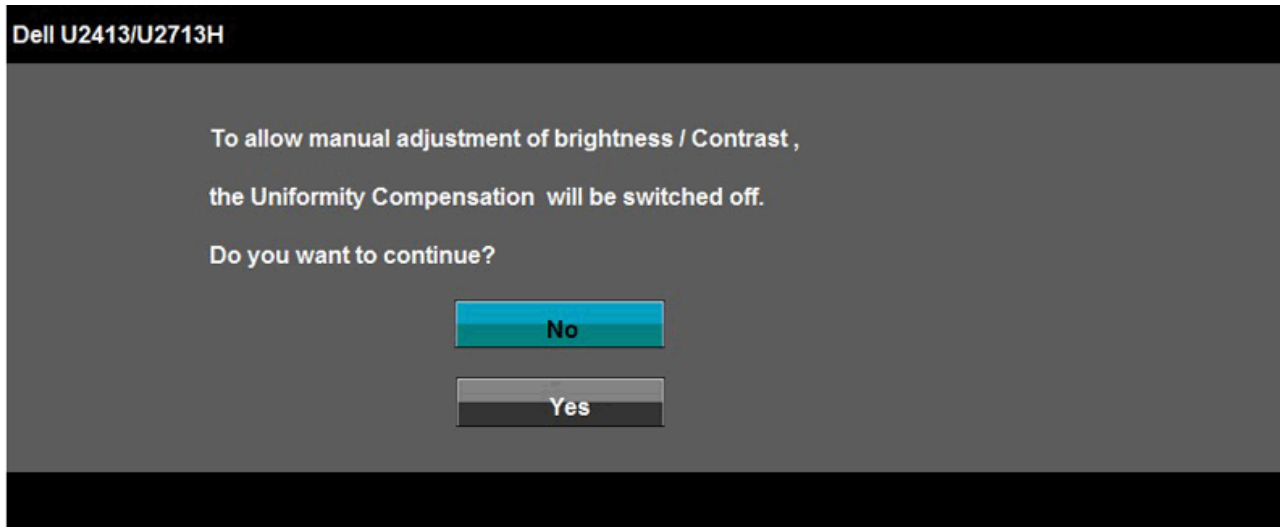 Dell U2413/U2713H
To allow manual adjustment of brightness / Contrast ,
the Uniformity Compensation will be switched off.
Do you want to continue?
No
Yes